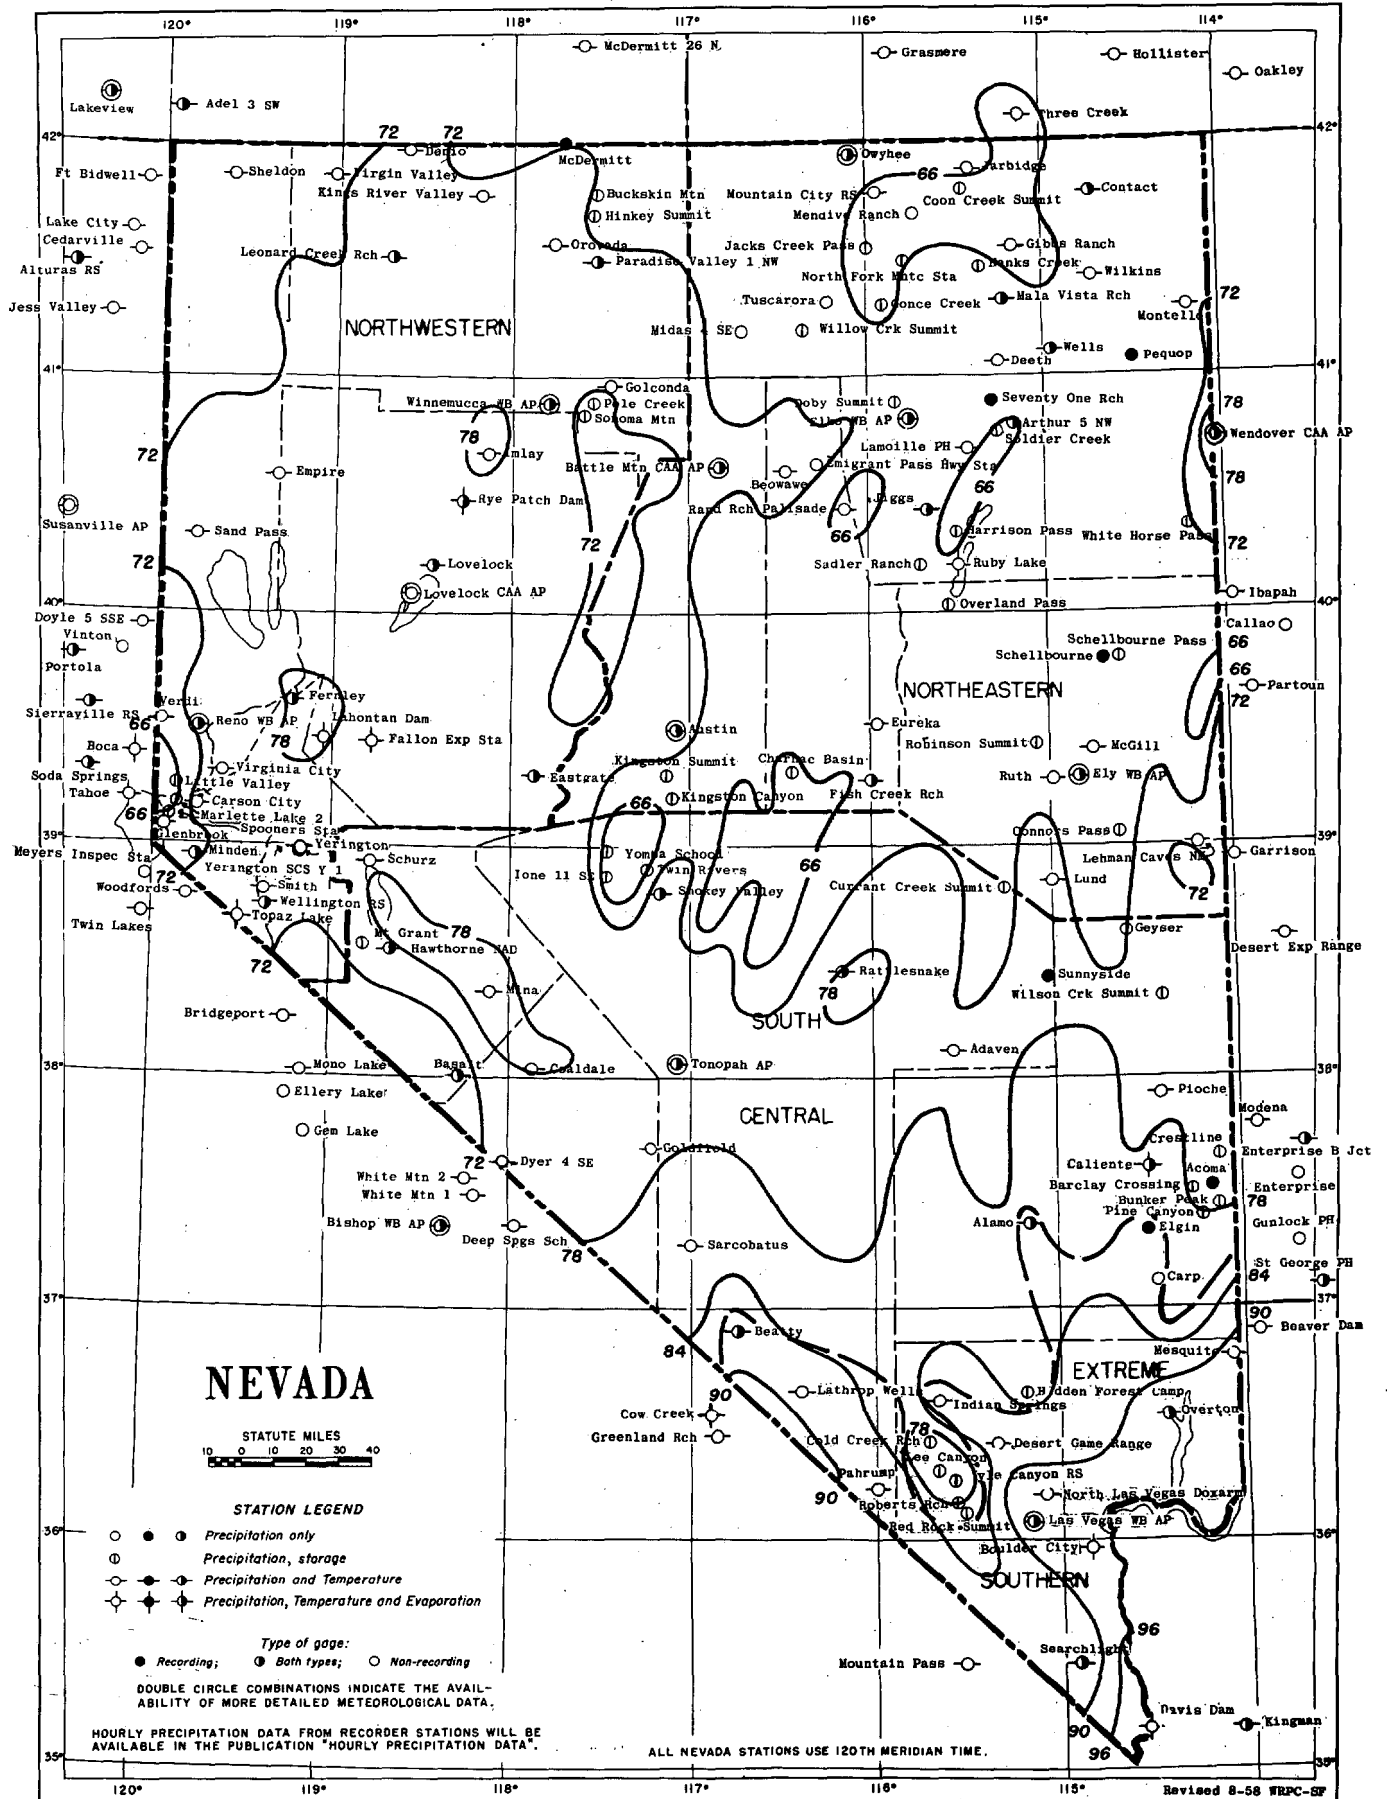 120° 119° 118° 117° 116° 115° 114°
McDermitt 26 N
Grasmere
Hollister
Oakley
Lakeview
Adel 3 SW
Three Creek
42° 72 72 42°
Denio
McDermitt
Owyhee
Jarbidge
Ft Bidwell
Sheldon
Virgin Valley
66
Kings River Valley
Buckskin Mtn
Mountain City RS
Contact
Coon Creek Summit
Hinkey Summit
Mendive Ranch
Lake City
Cedarville
Orovada
Jacks Creek Pass
Gibbs Ranch
Leonard Creek Rch
Paradise Valley 1 NW
Banks Creek
Wilkins
Alturas RS
North Fork Mntc Sta
Jess Valley
Tuscarora
Gonce Creek
Mala Vista Rch
72
Montello
NORTHWESTERN
Midas 4 SE
Willow Crk Summit
Wells
Pequop
Deeth
41° 41°
Golconda
Winnemucca WB AP
Pole Creek
Doby Summit
Seventy One Rch
78
Sonoma Mtn
Elko WB AP
Arthur 5 NW
Wendover CAA AP
78
Soldier Creek
Lamoille PH
72
Imlay
Empire
Battle Mtn CAA AP
Emigrant Pass Hwy Sta
Beowawe
78
66
Rye Patch Dam
Rand Rch Palisade
Jiggs
Susanville AP
Sand Pass
72
66
Harrison Pass
White Horse Pass
72
72
Lovelock
Sadler Ranch
Ruby Lake
Lovelock CAA AP
Ibapah
40° 40°
Overland Pass
Doyle 5 SSE
Callao
Vinton
Schellbourne Pass
66
Portola
Schellbourne
66
NORTHEASTERN
Partoun
72
Verdi
Fernley
Sierraville RS
66
Reno WB AP
Lahontan Dam
Austin
Eureka
Boca
78
Fallon Exp Sta
Robinson Summit
McGill
Kingston Summit
Charnac Basin
Soda Springs
Virginia City
Eastgate
Ruth
Ely WB AP
Little Valley
Tahoe
Carson City
Kingston Canyon
Fish Creek Rch
66
Marlette Lake 2
66
Spooners Sta
Glenbrook
Connors Pass
39° 39°
Meyers Inspec Sta
Minden
Yerington
Yomba School
Lehman Caves NM
Garrison
Yerington SCS Y 1
Schurz
Twin Rivers
66
72
Ione 11 SE
Lund
Woodfords
Smith
Smokey Valley
Currant Creek Summit
72
Wellington RS
Twin Lakes
Topaz Lake
Mt Grant
78
Geyser
Hawthorne NAD
Desert Exp Range
72
Rattlesnake
Sunnyside
Mina
78
Wilson Crk Summit
Bridgeport
SOUTH
Adaven
38° 38°
Mono Lake
Basalt
Coaldale
Tonopah AP
Ellery Lake
Pioche
CENTRAL
Modena
Gem Lake
Goldfield
Crestline
Enterprise B Jct
72
Dyer 4 SE
Caliente
Acoma
White Mtn 2
Barclay Crossing
Enterprise
White Mtn 1
Bunker Peak
78
Pine Canyon
Bishop WB AP
Alamo
Elgin
Gunlock PH
Deep Spgs Sch
78
Sarcobatus
St George PH
Carp
84
37° 37°
90
Beatty
Beaver Dam
84
Mesquite
NEVADA
EXTREME
90
Lathrop Wells
Hidden Forest Camp
Indian Springs
Overton
Cow Creek
STATUTE MILES
78
Greenland Rch
Cold Creek Rch
Desert Game Range
10 0 10 20 30 40
Lee Canyon
Pahrump
Kyle Canyon RS
90
North Las Vegas Doxarm
Roberts Rch
STATION LEGEND
Red Rock Summit
Las Vegas WB AP
36° 36°
Precipitation only
Boulder City
Precipitation, storage
SOUTHERN
Precipitation and Temperature
Precipitation, Temperature and Evaporation
96
Type of gage:
Searchlight
Recording; Both types; Non-recording
Mountain Pass
DOUBLE CIRCLE COMBINATIONS INDICATE THE AVAIL-
ABILITY OF MORE DETAILED METEOROLOGICAL DATA.
Davis Dam
Kingman
90
HOURLY PRECIPITATION DATA FROM RECORDER STATIONS WILL BE
AVAILABLE IN THE PUBLICATION "HOURLY PRECIPITATION DATA".
96
ALL NEVADA STATIONS USE 120TH MERIDIAN TIME.
35° 35°
120° 119° 118° 117° 116° 115°
Revised 8-58 WRPC-SF